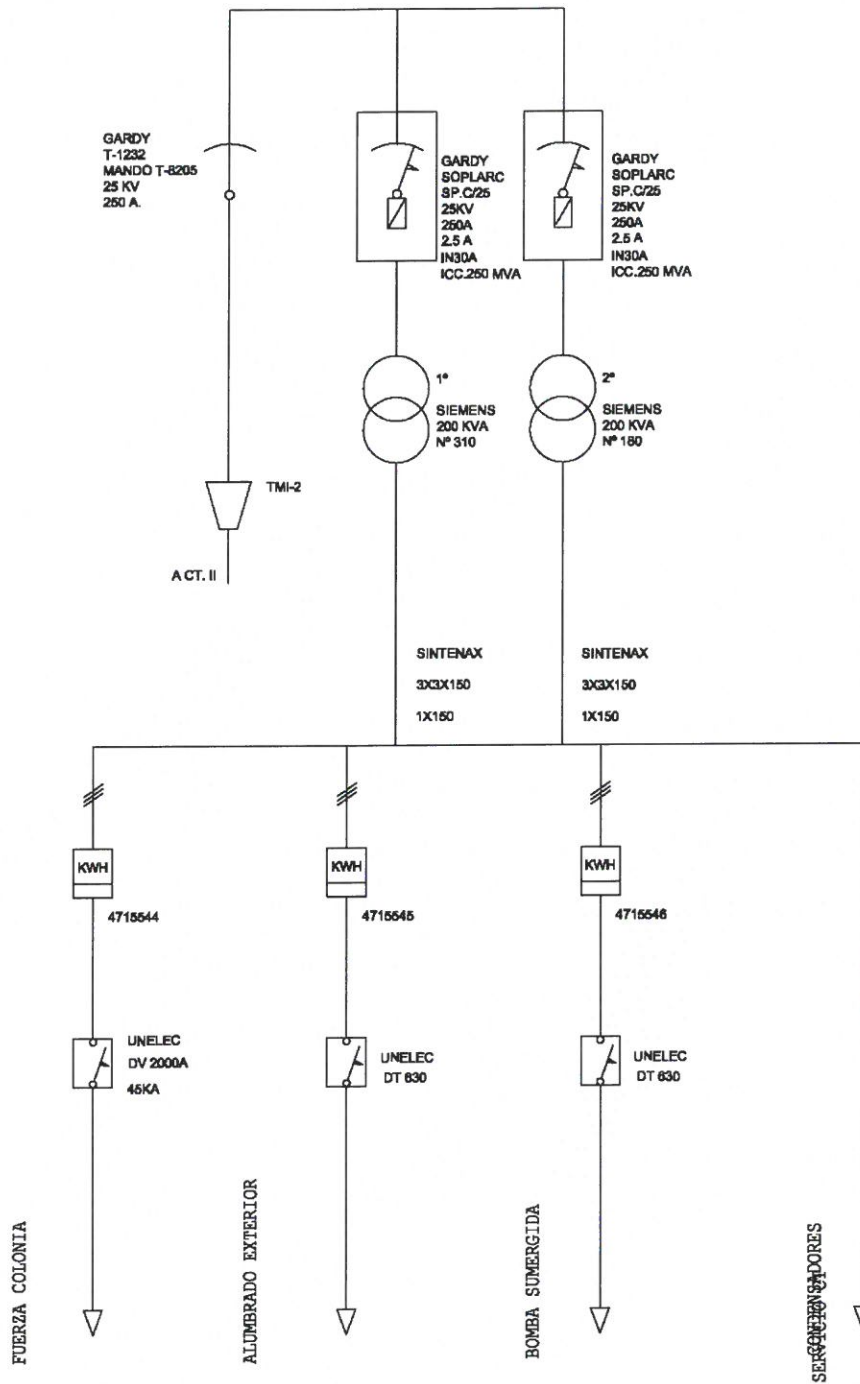 GARDY
T-1232
MANDO T-8205
25 KV
250 A.
GARDY
SOPLARC
SP.C/25
25KV
250A
2.5 A
IN30A
ICC.250 MVA
GARDY
SOPLARC
SP.C/25
25KV
250A
2.5 A
IN30A
ICC.250 MVA
1º
SIEMENS
200 KVA
Nº 310
2º
SIEMENS
200 KVA
Nº 180
TMI-2
A CT. II
SINTENAX
3X3X150
1X150
SINTENAX
3X3X150
1X150
KWH
4715544
KWH
4715545
KWH
4715546
UNELEC
DV 2000A
45KA
UNELEC
DT 630
UNELEC
DT 630
FUERZA COLONIA
ALUMBRADO EXTERIOR
BOMBA SUMERGIDA
CONDENSADORES
SERVICIO CT